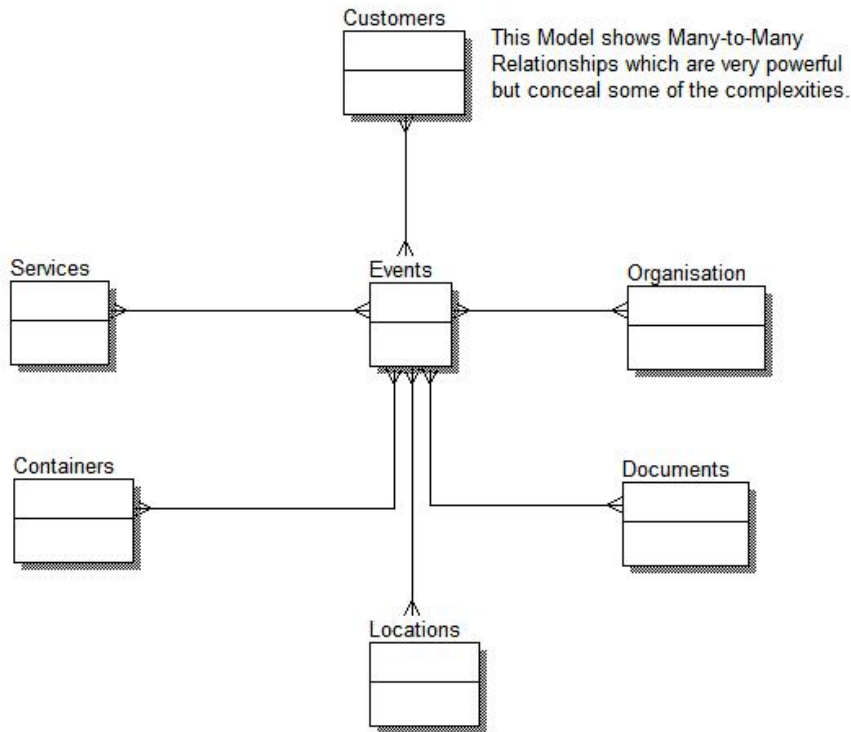 Customers
This Model shows Many-to-Many
Relationships which are very powerful
but conceal some of the complexities.
Services
Events
Organisation
Containers
Documents
Locations